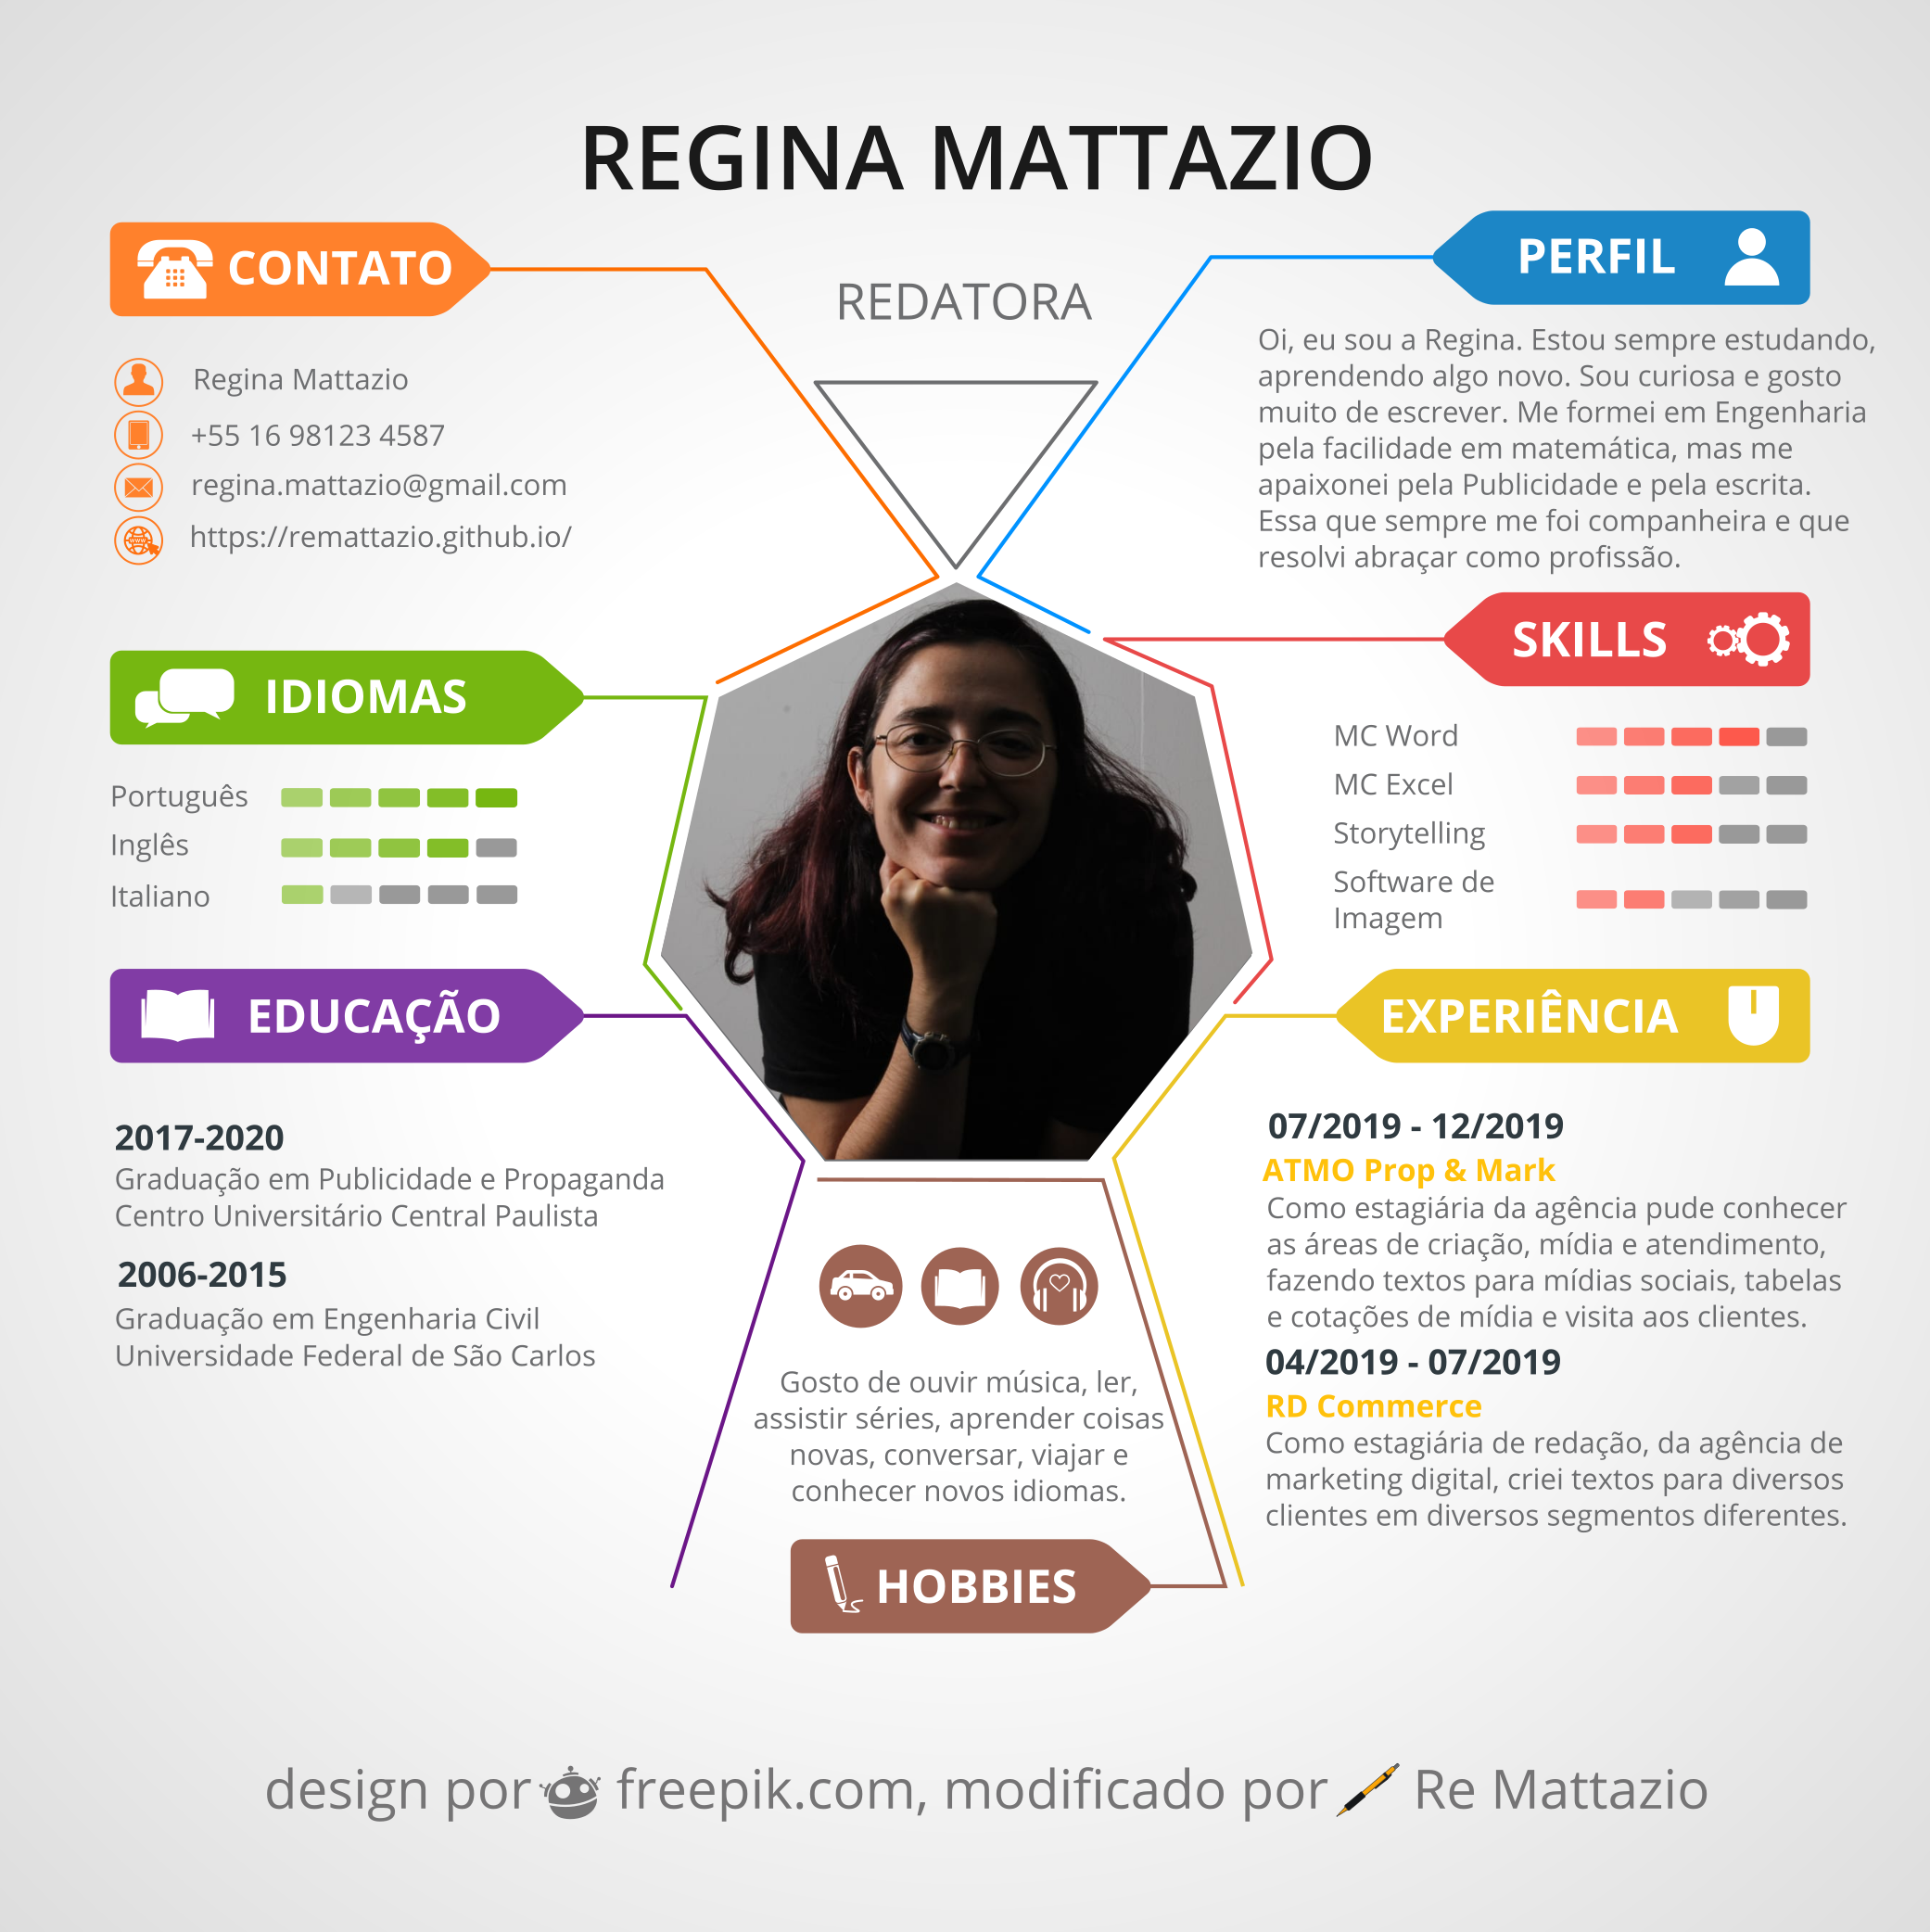 REGINA MATTAZIO
REDATORA
CONTATO
Regina Mattazio
+55 16 98123 4587
regina.mattazio@gmail.com
https://remattazio.github.io/
IDIOMAS
Português
Inglês
Italiano
EDUCAÇÃO
2017-2020
Graduação em Publicidade e Propaganda
Centro Universitário Central Paulista
2006-2015
Graduação em Engenharia Civil
Universidade Federal de São Carlos
PERFIL
Oi, eu sou a Regina. Estou sempre estudando,
aprendendo algo novo. Sou curiosa e gosto
muito de escrever. Me formei em Engenharia
pela facilidade em matemática, mas me
apaixonei pela Publicidade e pela escrita.
Essa que sempre me foi companheira e que
resolvi abraçar como profissão.
SKILLS
MC Word
MC Excel
Storytelling
Software de
Imagem
EXPERIÊNCIA
07/2019 - 12/2019
ATMO Prop & Mark
Como estagiária da agência pude conhecer
as áreas de criação, mídia e atendimento,
fazendo textos para mídias sociais, tabelas
e cotações de mídia e visita aos clientes.
04/2019 - 07/2019
RD Commerce
Como estagiária de redação, da agência de
marketing digital, criei textos para diversos
clientes em diversos segmentos diferentes.
Gosto de ouvir música, ler,
assistir séries, aprender coisas
novas, conversar, viajar e
conhecer novos idiomas.
HOBBIES
design por freepik.com, modificado por Re Mattazio